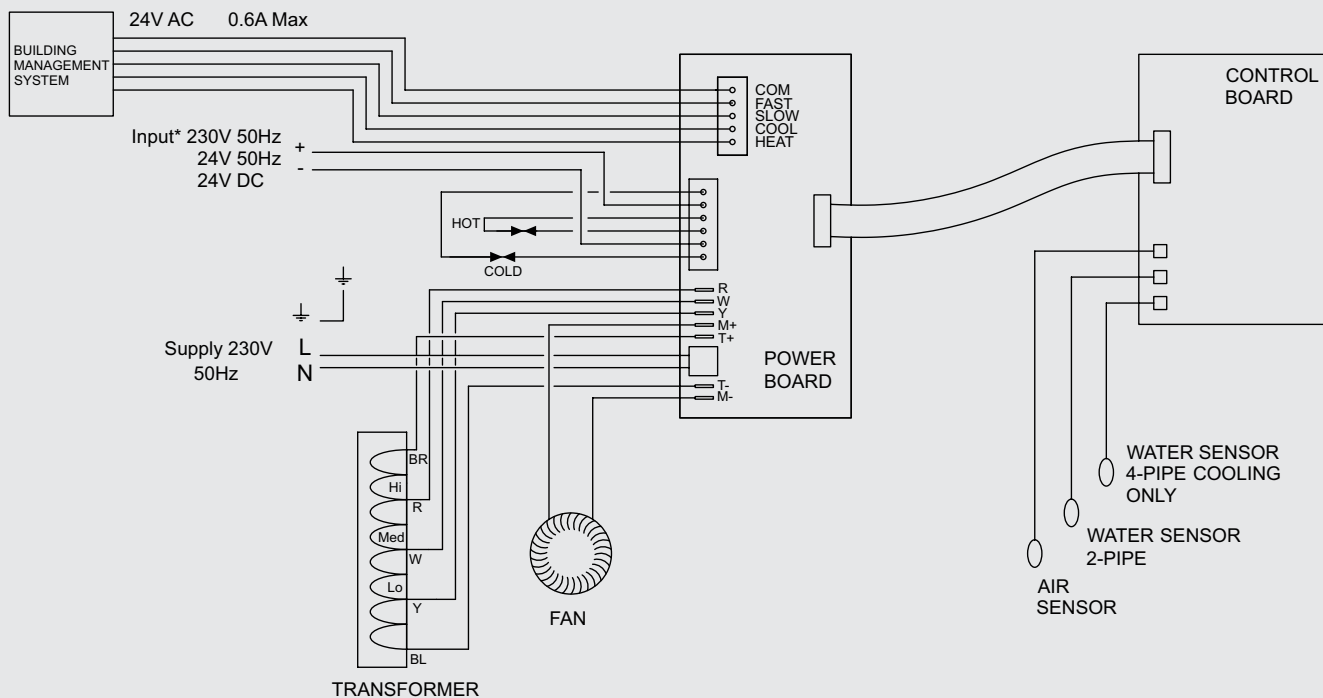 24V AC 0.6A Max
BUILDING
MANAGEMENT
SYSTEM
COM
FAST
SLOW
COOL
HEAT
CONTROL
BOARD
Input* 230V 50Hz
24V 50Hz
24V DC
+
-
HOT
COLD
R
W
Y
M+
T+
T-
M-
POWER
BOARD
Supply 230V
50Hz
L
N
BR
Hi
R
Med
W
Lo
Y
BL
TRANSFORMER
FAN
WATER SENSOR
4-PIPE COOLING
ONLY
WATER SENSOR
2-PIPE
AIR
SENSOR